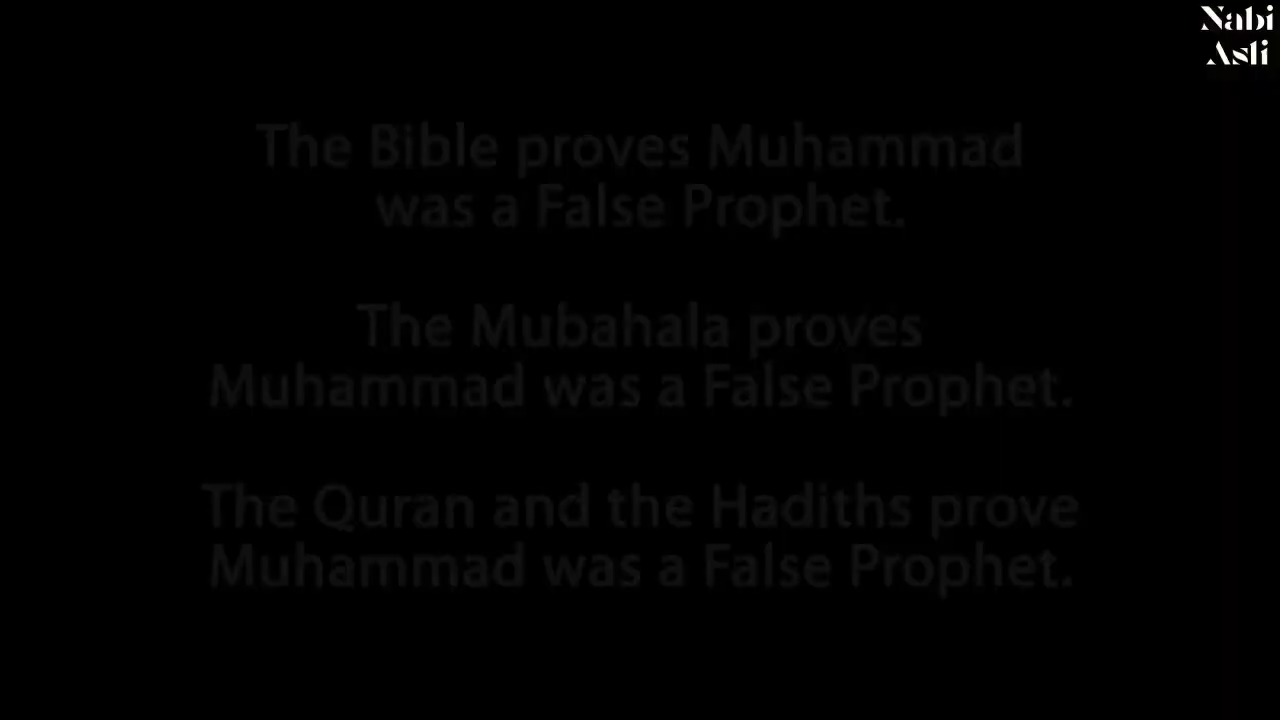 Nabi
Asli
The Bible proves Muhammad
was a False Prophet.
The Mubahala proves
Muhammad was a False Prophet.
The Quran and the Hadiths prove
Muhammad was a False Prophet.